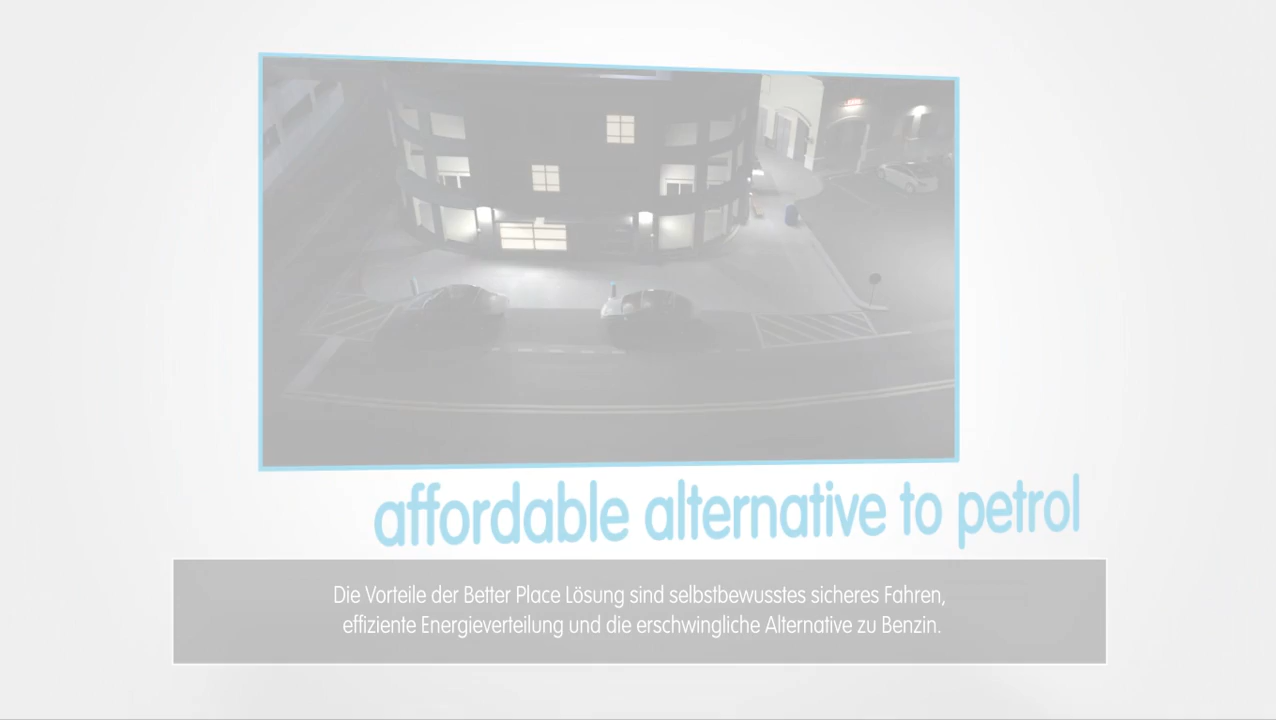 affordable alternative to petrol
Die Vorteile der Better Place Lösung sind selbstbewusstes sicheres Fahren,
effiziente Energieverteilung und die erschwingliche Alternative zu Benzin.